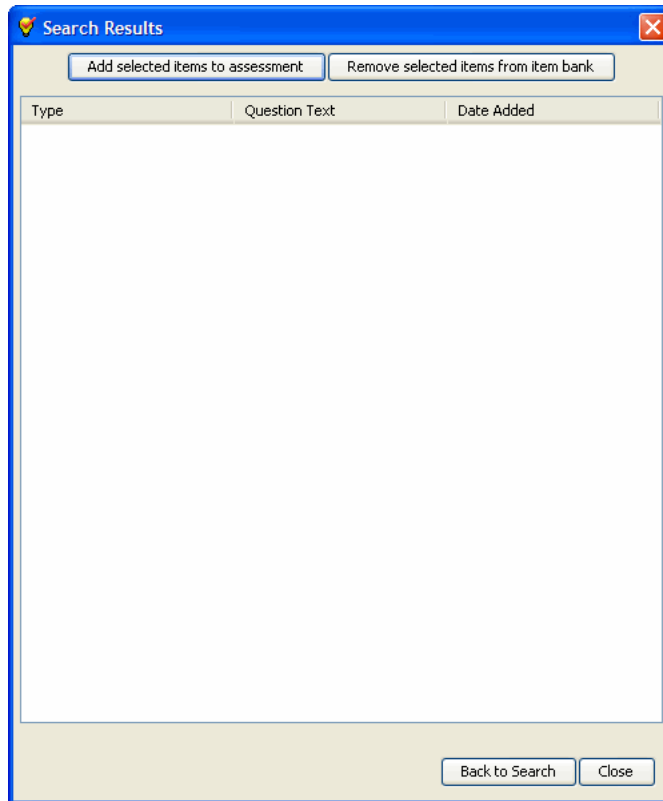 Search Results
Add selected items to assessment Remove selected items from item bank
Type Question Text Date Added
Back to Search Close